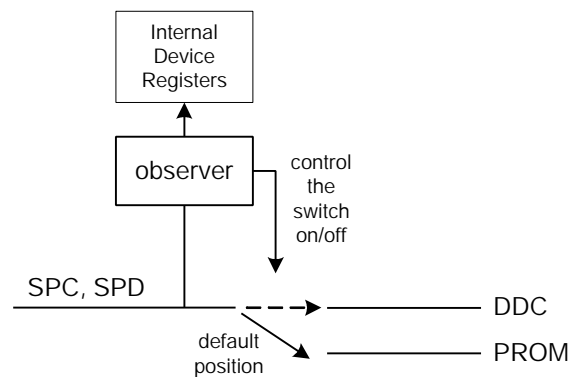 Internal
Device
Registers
observer
control
the
switch
on/off
SPC, SPD
DDC
default
position
PROM